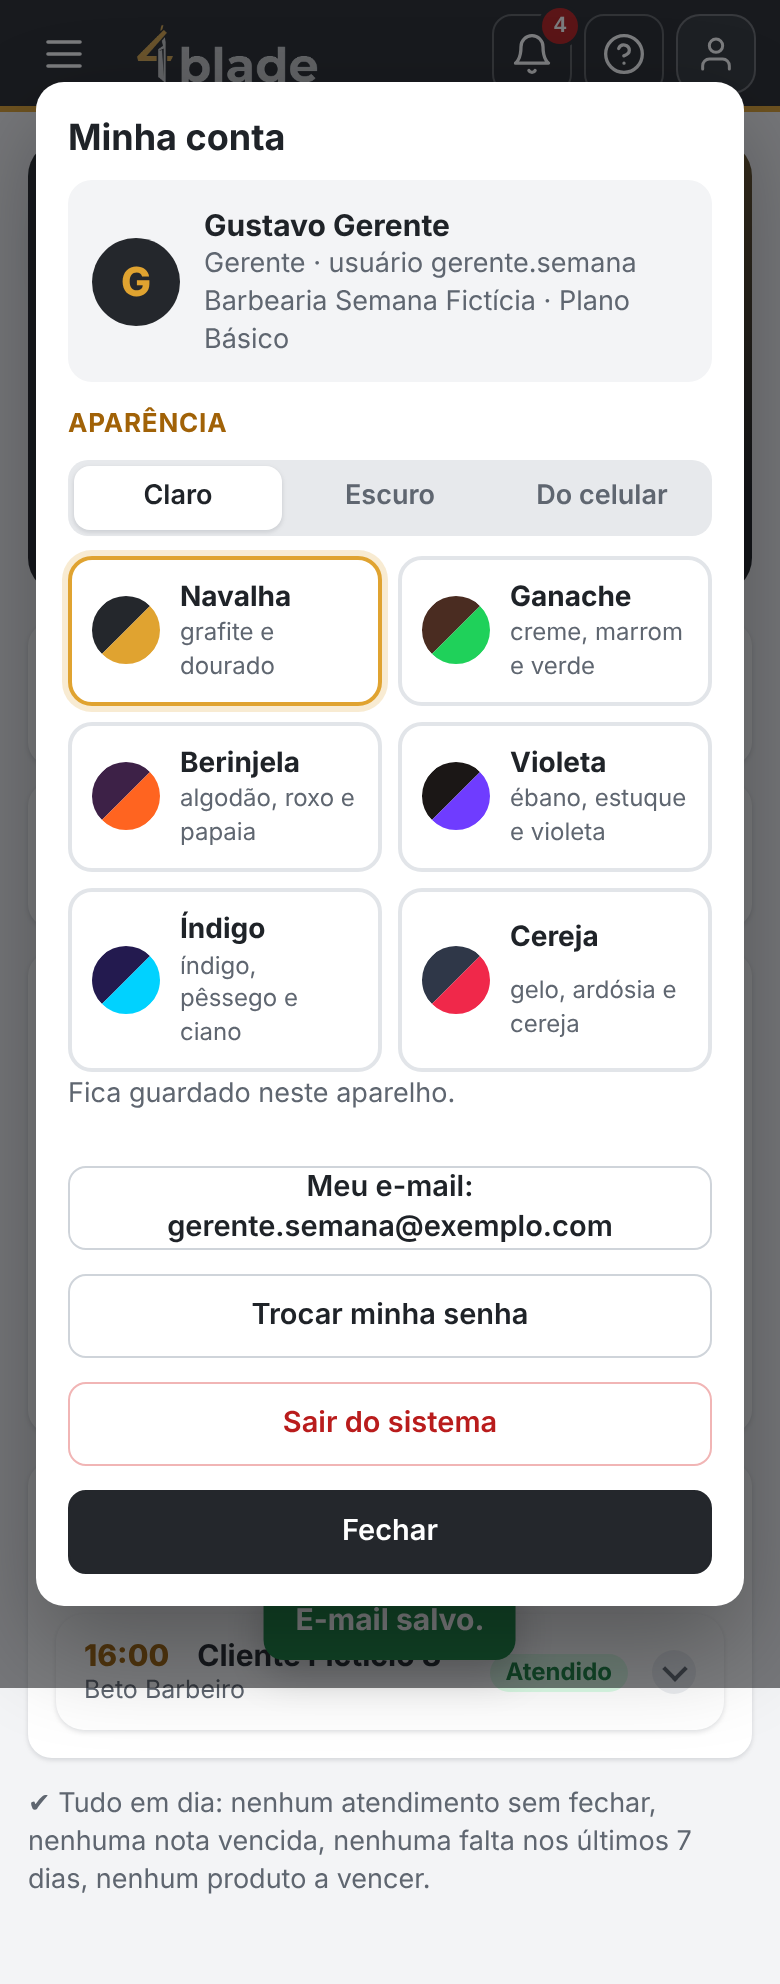 4blade
4
Minha conta
G
Gustavo Gerente
Gerente · usuário gerente.semana
Barbearia Semana Fictícia · Plano
Básico
APARÊNCIA
Claro
Escuro
Do celular
Navalha
grafite e
dourado
Ganache
creme, marrom
e verde
Berinjela
algodão, roxo e
papaia
Violeta
ébano, estuque
e violeta
Índigo
índigo,
pêssego e
ciano
Cereja
gelo, ardósia e
cereja
Fica guardado neste aparelho.
Meu e-mail:
gerente.semana@exemplo.com
Trocar minha senha
Sair do sistema
Fechar
E-mail salvo.
16:00 Cliente
Atendido
Beto Barbeiro
✔ Tudo em dia: nenhum atendimento sem fechar,
nenhuma nota vencida, nenhuma falta nos últimos 7
dias, nenhum produto a vencer.